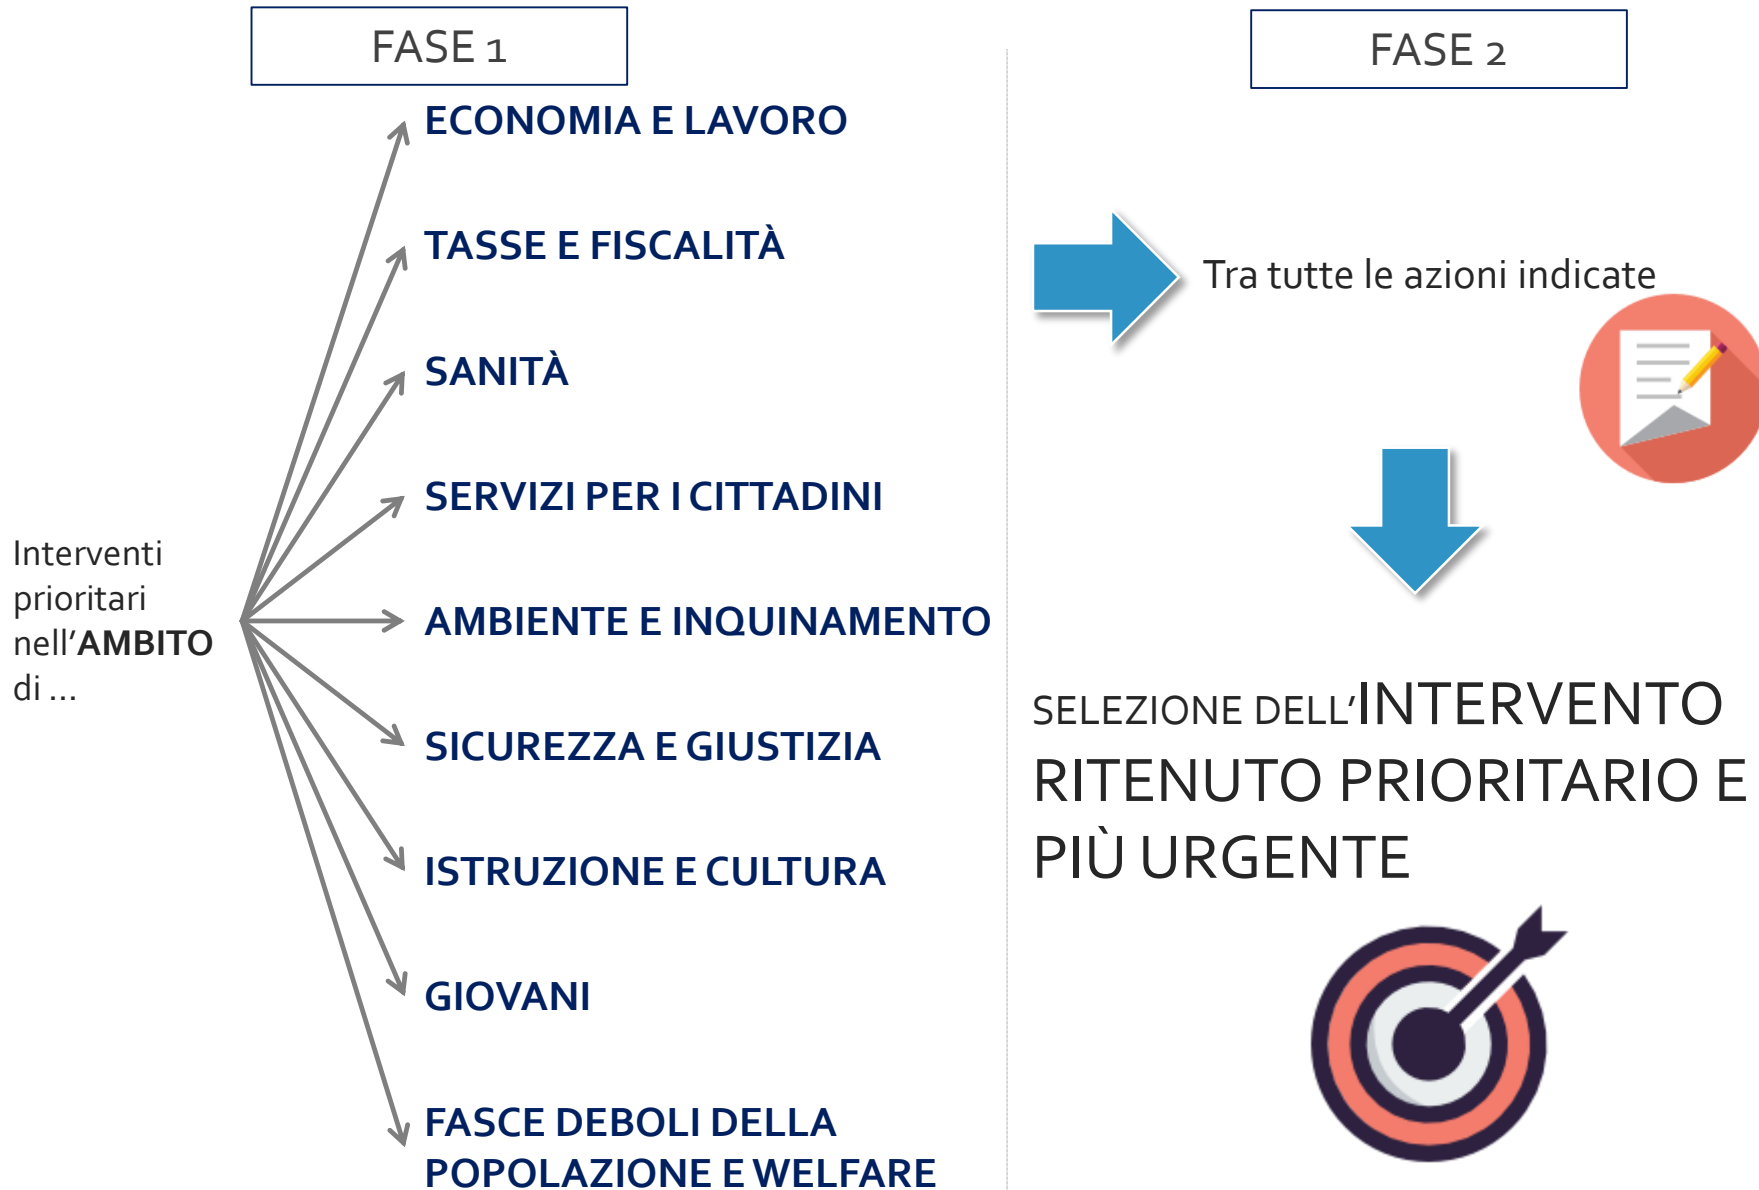 FASE 1
ECONOMIA E LAVORO
TASSE E FISCALITÀ
SANITÀ
SERVIZI PER I CITTADINI
Interventi
prioritari
nell'AMBITO
di ...
AMBIENTE E INQUINAMENTO
SICUREZZA E GIUSTIZIA
ISTRUZIONE E CULTURA
GIOVANI
FASCE DEBOLI DELLA
POPOLAZIONE E WELFARE
FASE 2
Tra tutte le azioni indicate
SELEZIONE DELL'INTERVENTO
RITENUTO PRIORITARIO E
PIÙ URGENTE